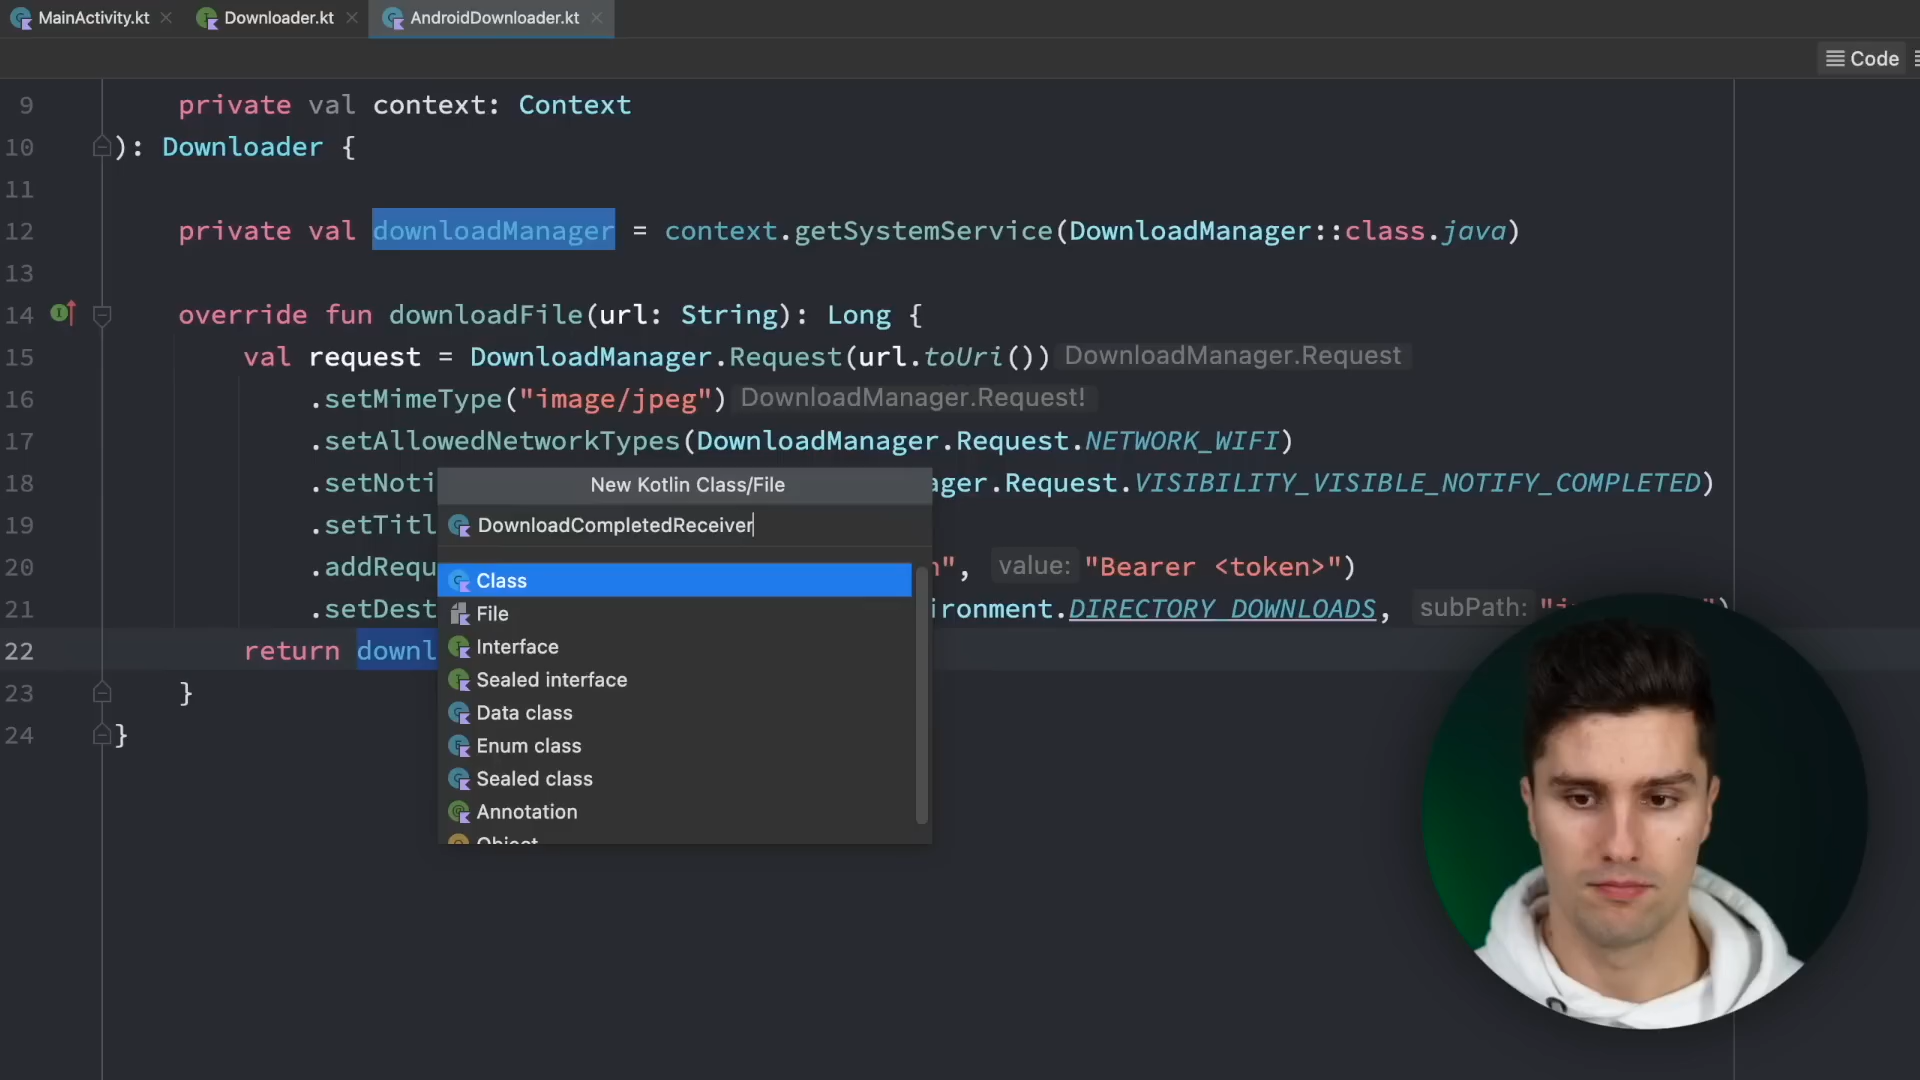 MainActivity.kt
Downloader.kt
AndroidDownloader.kt
Code
9 private val context: Context
10 ): Downloader {
11
12 private val downloadManager = context.getSystemService(DownloadManager::class.java)
13
14 override fun downloadFile(url: String): Long {
15 val request = DownloadManager.Request(url.toUri()) DownloadManager.Request
16 .setMimeType("image/jpeg") DownloadManager.Request!
17 .setAllowedNetworkTypes(DownloadManager.Request.NETWORK_WIFI)
18 .setNoti ger.Request.VISIBILITY_VISIBLE_NOTIFY_COMPLETED)
19 .setTitl
20 .addRequ ", value: "Bearer <token>")
21 .setDest ironment.DIRECTORY_DOWNLOADS, subPath:
22 return downl
23 }
24 }
New Kotlin Class/File
DownloadCompletedReceiver
Class
File
Interface
Sealed interface
Data class
Enum class
Sealed class
Annotation
Object